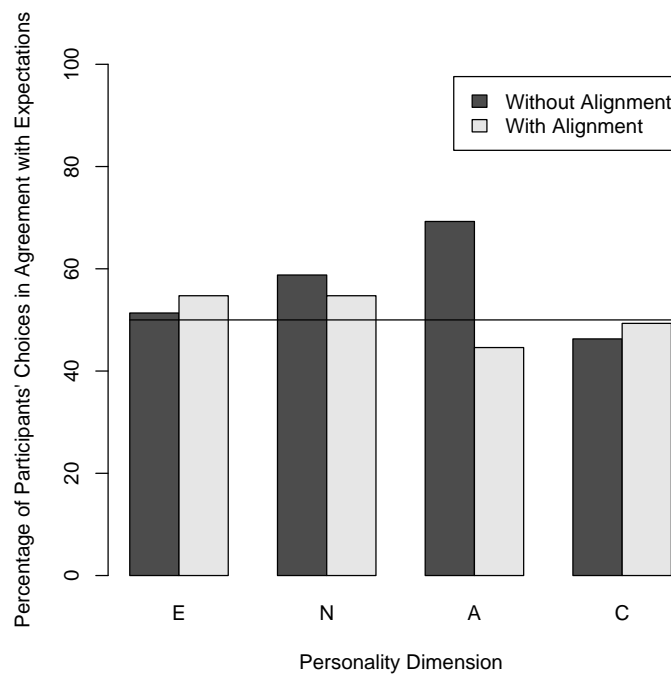 Percentage of Participants' Choices in Agreement with Expectations
100
80
60
40
20
0
Without Alignment
With Alignment
E N A C
Personality Dimension